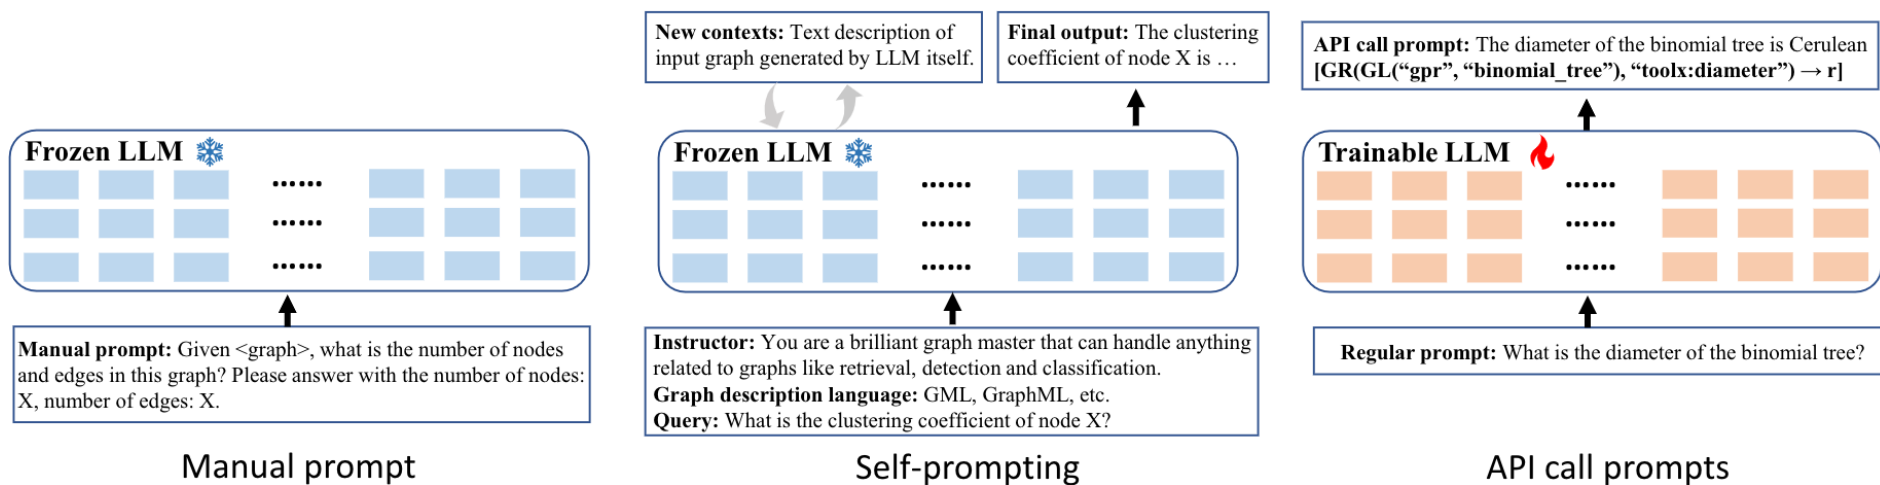 New contexts: Text description of
input graph generated by LLM itself.
Final output: The clustering
coefficient of node X is …
API call prompt: The diameter of the binomial tree is Cerulean
[GR(GL(“gpr”, “binomial_tree”), “toolx:diameter”) → r]
Frozen LLM
......
......
......
Frozen LLM
......
......
......
Trainable LLM
......
......
......
Manual prompt: Given <graph>, what is the number of nodes
and edges in this graph? Please answer with the number of nodes:
X, number of edges: X.
Instructor: You are a brilliant graph master that can handle anything
related to graphs like retrieval, detection and classification.
Graph description language: GML, GraphML, etc.
Query: What is the clustering coefficient of node X?
Regular prompt: What is the diameter of the binomial tree?
Manual prompt
Self-prompting
API call prompts